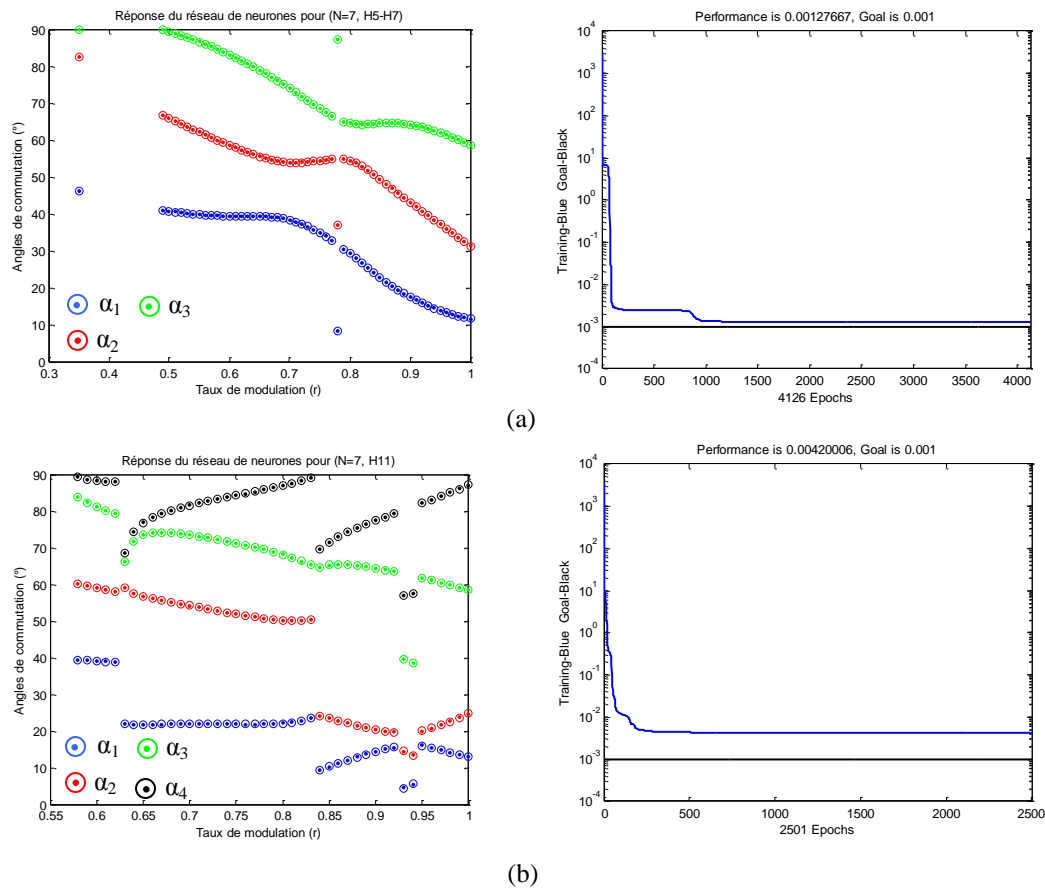 Réponse du réseau de neurones pour (N=7, H5-H7)
90
80
70
60
50
40
30
20
10
0
Angles de commutation (°)
α1
α3
α2
0.3 0.4 0.5 0.6 0.7 0.8 0.9 1
Taux de modulation (r)
Performance is 0.00127667, Goal is 0.001
10^4
10^3
10^2
10^1
10^0
10^-1
10^-2
10^-3
10^-4
Training-Blue Goal-Black
0 500 1000 1500 2000 2500 3000 3500 4000
4126 Epochs
(a)
Réponse du réseau de neurones pour (N=7, H11)
90
80
70
60
50
40
30
20
10
0
Angles de commutation (°)
α1
α3
α2
α4
0.55 0.6 0.65 0.7 0.75 0.8 0.85 0.9 0.95 1
Taux de modulation (r)
Performance is 0.00420006, Goal is 0.001
10^4
10^3
10^2
10^1
10^0
10^-1
10^-2
10^-3
10^-4
Training-Blue Goal-Black
0 500 1000 1500 2000 2500
2501 Epochs
(b)